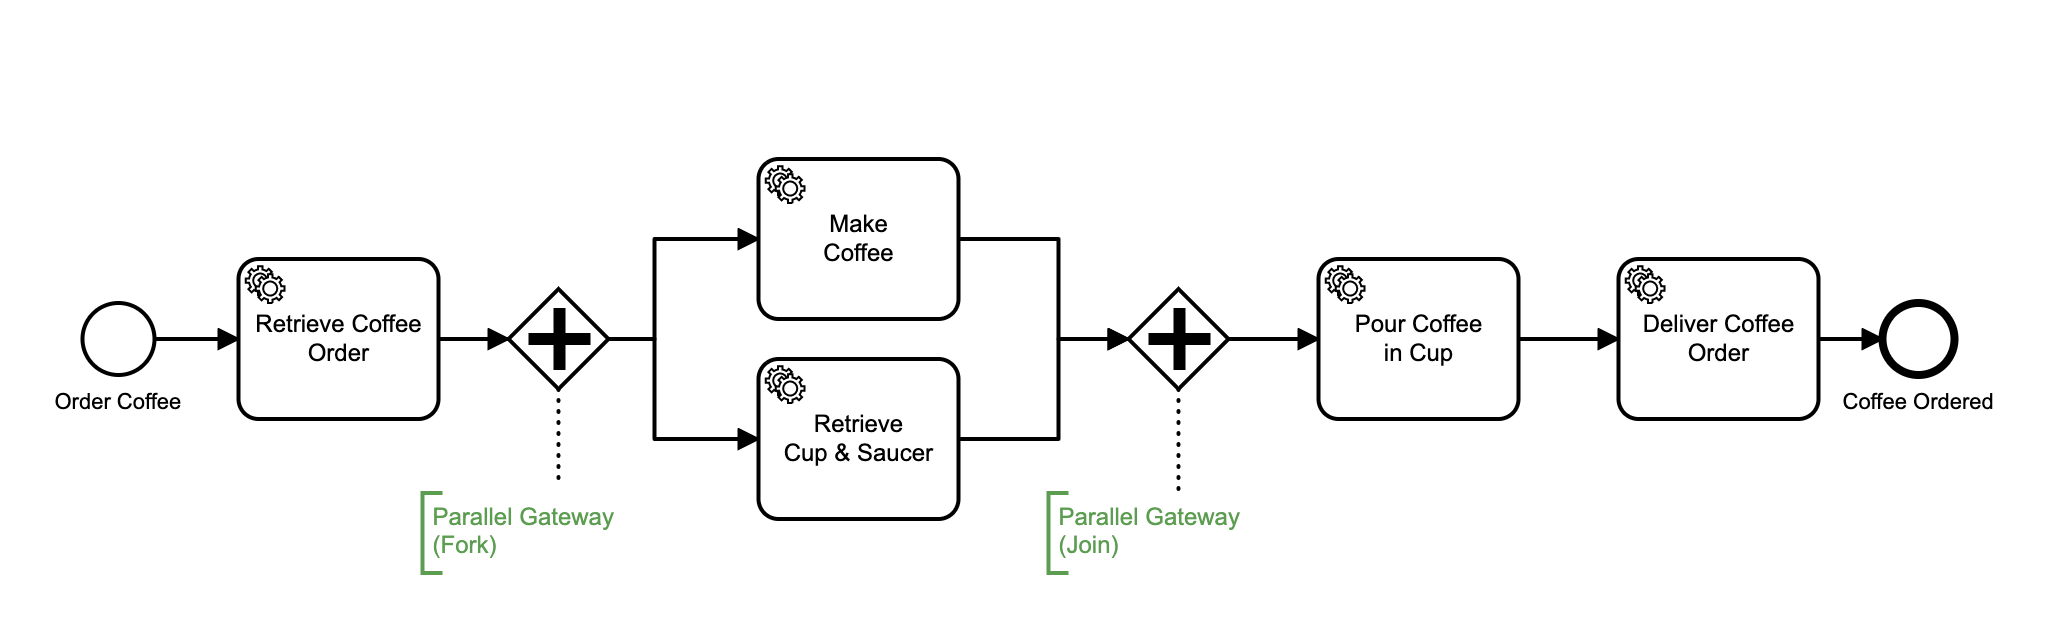 Order Coffee
Retrieve Coffee
Order
Parallel Gateway
(Fork)
Make
Coffee
Retrieve
Cup & Saucer
Parallel Gateway
(Join)
Pour Coffee
in Cup
Deliver Coffee
Order
Coffee Ordered